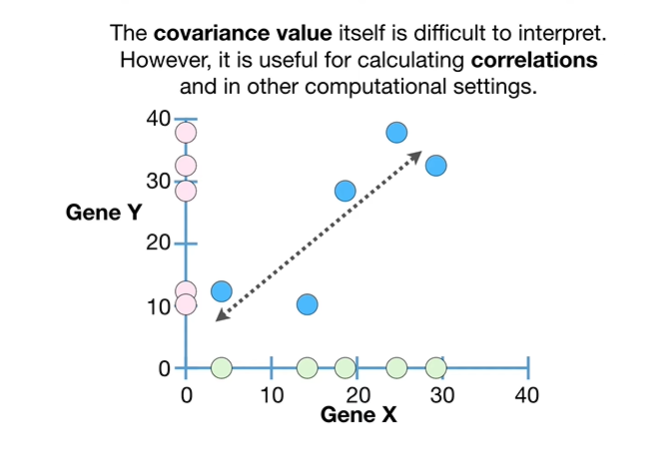 The covariance value itself is difficult to interpret.
However, it is useful for calculating correlations
and in other computational settings.
40
30
Gene Y
20
10
0
0 10 20 30 40
Gene X